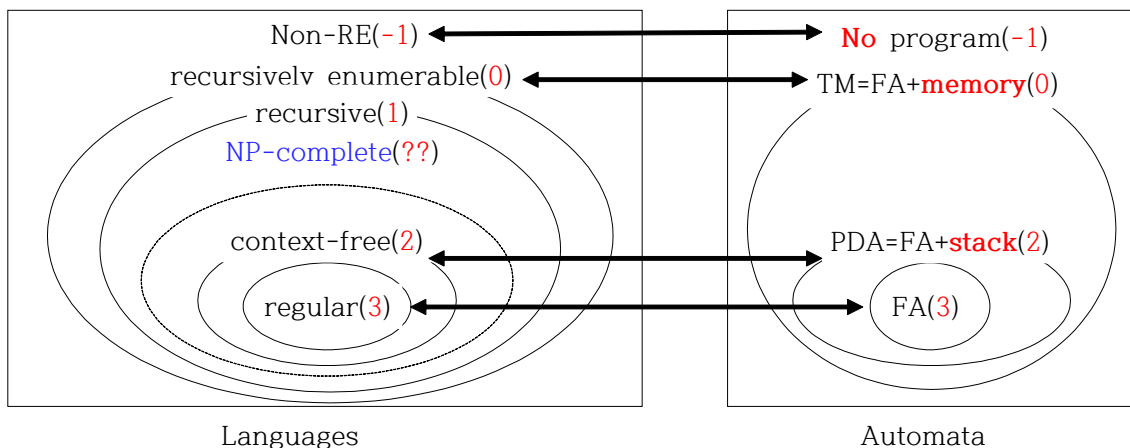 Non-RE(-1)
recursively enumerable(0)
recursive(1)
NP-complete(??)
context-free(2)
regular(3)
Languages
No program(-1)
TM=FA+memory(0)
PDA=FA+stack(2)
FA(3)
Automata